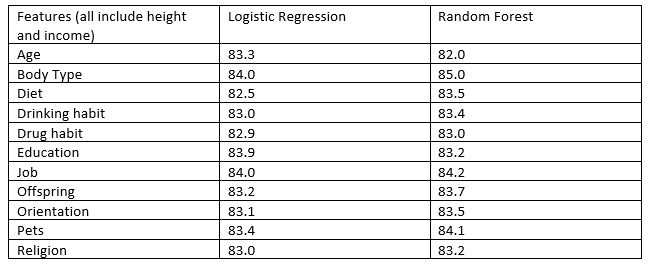 Features (all include height Logistic Regression Random Forest
and income)
Age 83.3 82.0
Body Type 84.0 85.0
Diet 82.5 83.5
Drinking habit 83.0 83.4
Drug habit 82.9 83.0
Education 83.9 83.2
Job 84.0 84.2
Offspring 83.2 83.7
Orientation 83.1 83.5
Pets 83.4 84.1
Religion 83.0 83.2